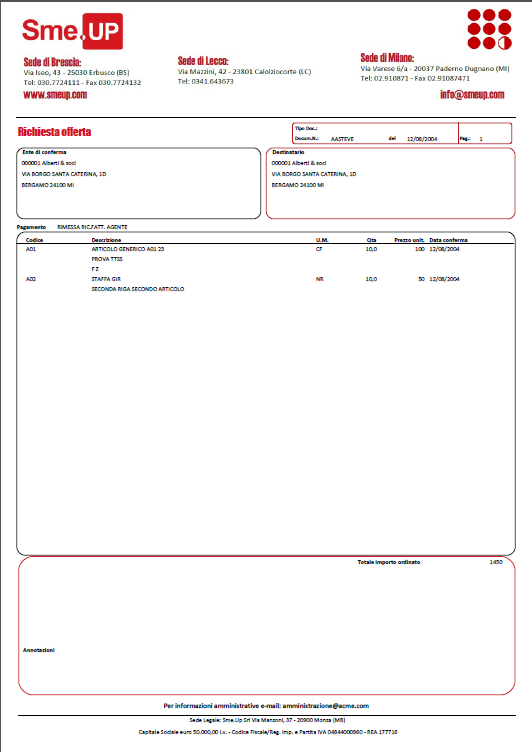 Sme.UP
Sede di Brescia:
Via Iseo, 43 - 25030 Erbusco (BS)
Tel: 030.7724111 - Fax 030.7724132
www.smeup.com
Sede di Lecco:
Via Mazzini, 42 - 23801 Calolziocorte (LC)
Tel: 0341.643673
Sede di Milano:
Via Varese 6/a - 20037 Paderno Dugnano (MI)
Tel: 02.910871 - Fax 02.91087471
info@smeup.com
Richiesta offerta
Tipo Doc.:
Docum.N.: AASTEVE del 12/08/2004 Pag.: 1
Ente di conferma
000001 Alberti & soci
VIA BORGO SANTA CATERINA, 1D
BERGAMO 24100 MI
Destinatario
000001 Alberti & soci
VIA BORGO SANTA CATERINA, 1D
BERGAMO 24100 MI
Pagamento RIMESSA RIC.FATT. AGENTE
Codice Descrizione U.M. Qta Prezzo unit. Data conferma
A01 ARTICOLO GENERICO A01 23 CF 10,0 100 12/08/2004
PROVA TTSS
F Z
A02 STAFFA GIR NR 10,0 50 12/08/2004
SECONDA RIGA SECONDO ARTICOLO
Totale importo ordinato 1450
Annotazioni
Per informazioni amministrative e-mail: amministrazione@acme.com
Sede Legale: Sme.Up Srl Via Manzoni, 37 - 20900 Monza (MB)
Capitale Sociale euro 50.000,00 i.v. - Codice Fiscale/Reg. Imp. e Partita IVA 04844000960 - REA 177716